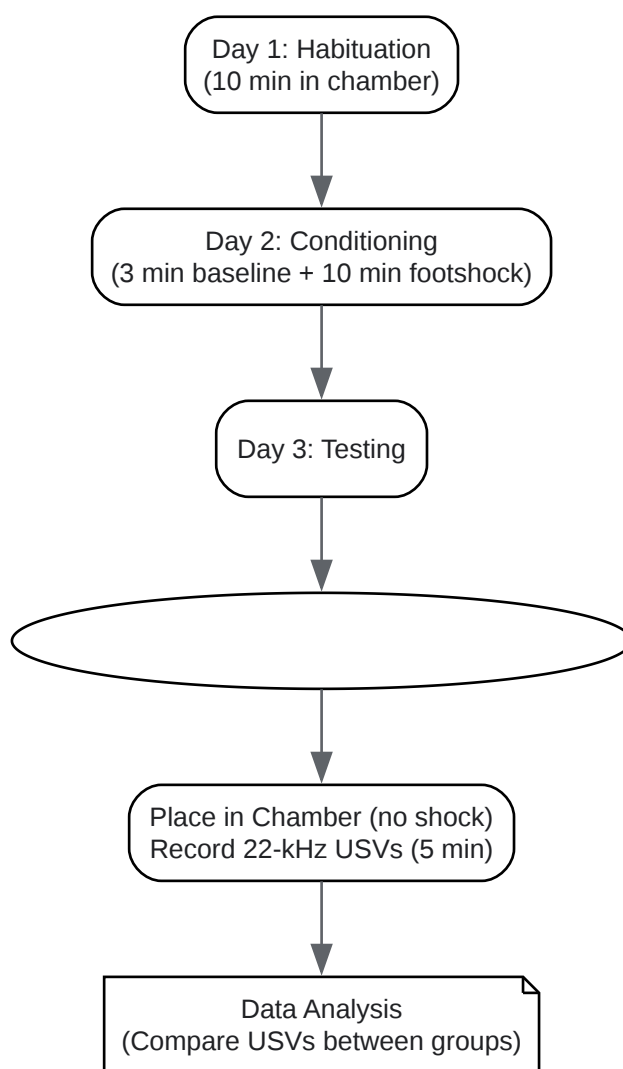 Day 1: Habituation
(10 min in chamber)
Day 2: Conditioning
(3 min baseline + 10 min footshock)
Day 3: Testing
Place in Chamber (no shock)
Record 22-kHz USVs (5 min)
Data Analysis
(Compare USVs between groups)